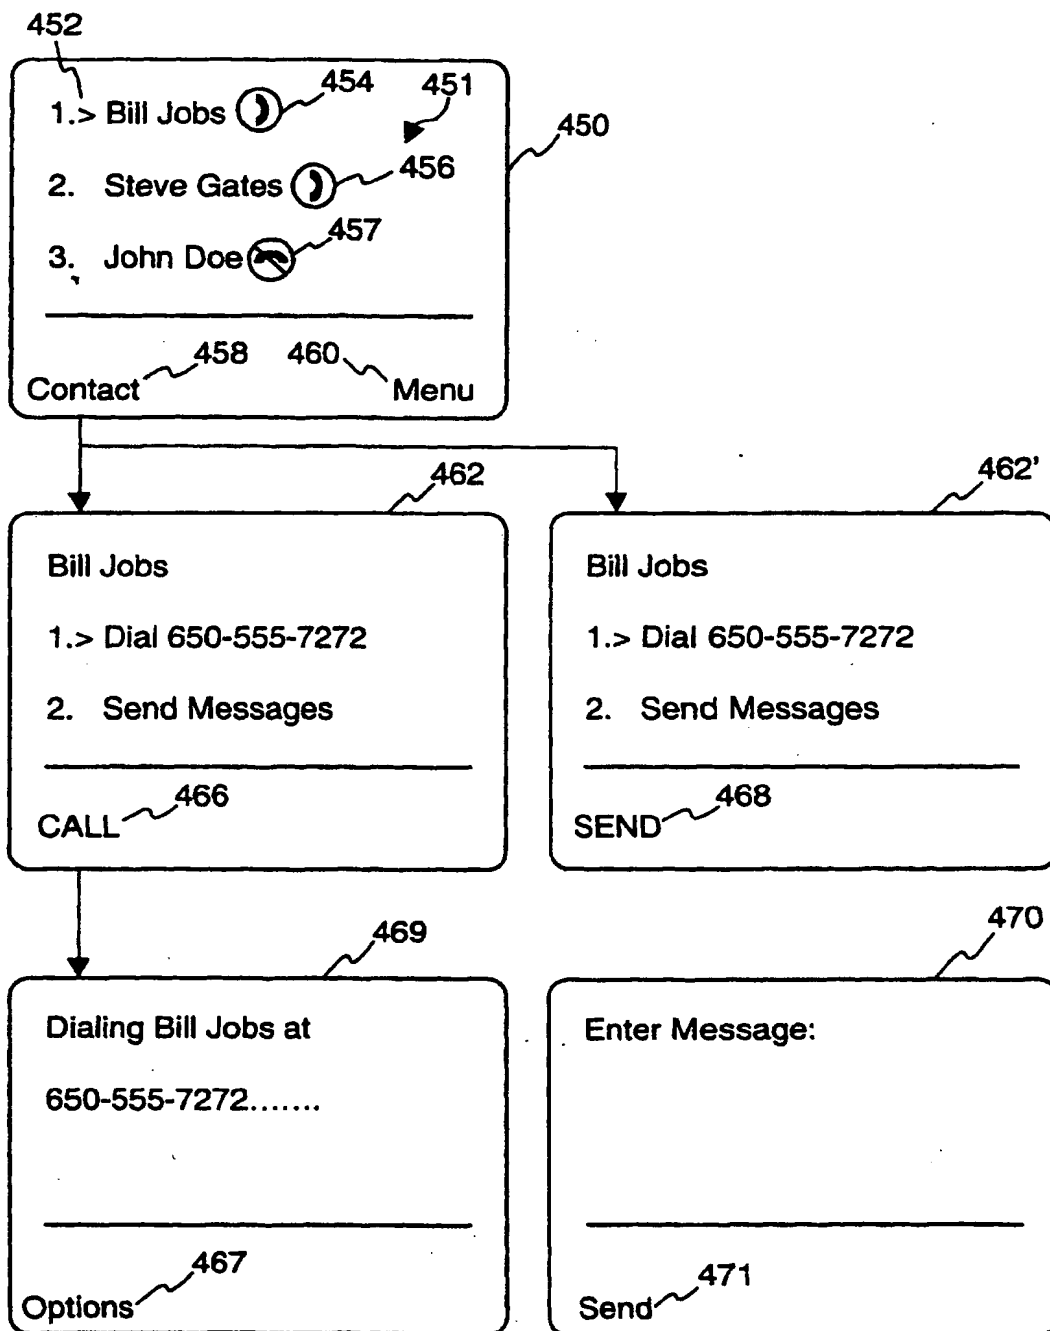 452
1.> Bill Jobs 454 451
450
2. Steve Gates 456
3. John Doe 457
458 460
Contact Menu
462 462'
Bill Jobs
1.> Dial 650-555-7272
2. Send Messages
466
CALL
Bill Jobs
1.> Dial 650-555-7272
2. Send Messages
468
SEND
469 470
Dialing Bill Jobs at
650-555-7272.......
467
Options
Enter Message:
471
Send